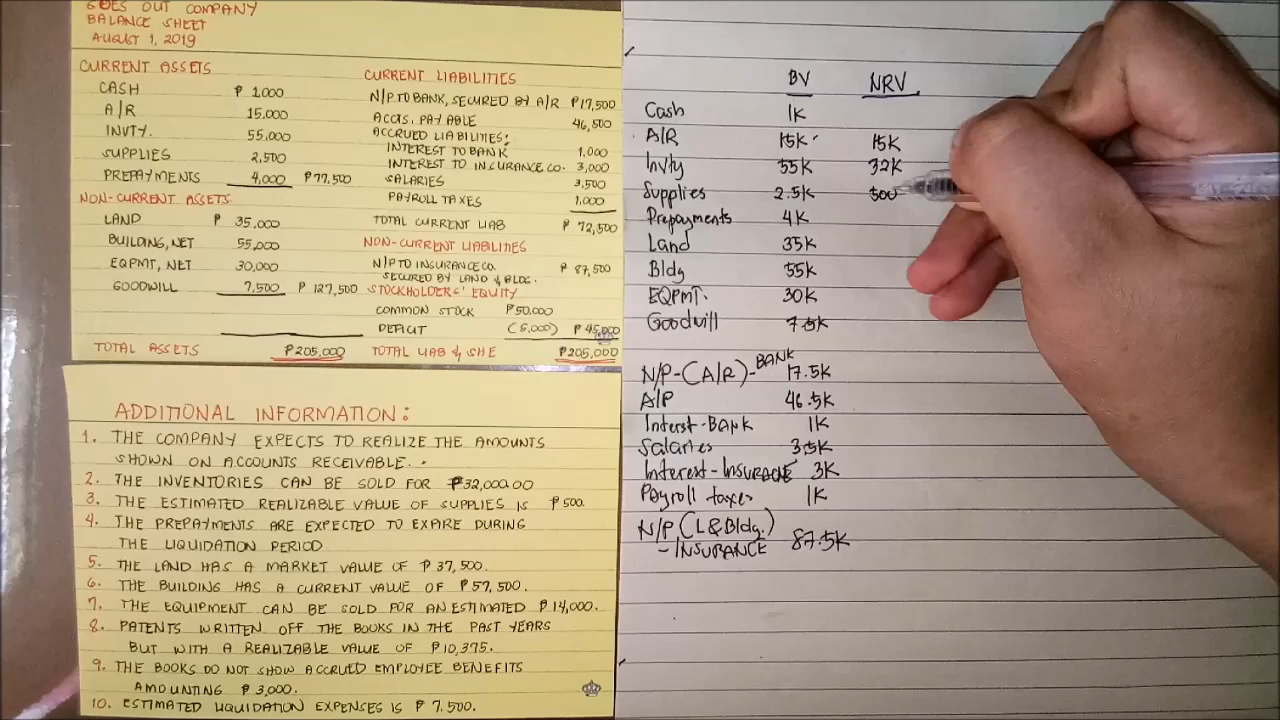 GOES OUT COMPANY
BALANCE SHEET
AUGUST 1, 2019
CURRENT ASSETS
CASH ₱ 1,000
A/R 15,000
INVTY. 55,000
SUPPLIES 2,500
PREPAYMENTS 4,000 ₱77,500
NON-CURRENT ASSETS
LAND ₱ 35,000
BUILDING, NET 55,000
EQPMT, NET 30,000
GOODWILL 7,500 ₱ 127,500
TOTAL ASSETS ₱205,000
CURRENT LIABILITIES
N/P TO BANK, SECURED BY A/R ₱17,500
ACCTS. PAYABLE 46,500
ACCRUED LIABILITIES:
INTEREST TO BANK 1,000
INTEREST TO INSURANCE CO. 3,000
SALARIES 3,500
PAYROLL TAXES 1,000
TOTAL CURRENT LIAB ₱ 72,500
NON-CURRENT LIABILITIES
N/P TO INSURANCE CO. ₱ 87,500
SECURED BY LAND & BLDG.
STOCKHOLDERS' EQUITY
COMMON STOCK ₱50,000
DEFICIT (5,000) ₱45,000
TOTAL LIAB & SHE ₱205,000
ADDITIONAL INFORMATION:
1. THE COMPANY EXPECTS TO REALIZE THE AMOUNTS
SHOWN ON ACCOUNTS RECEIVABLE.
2. THE INVENTORIES CAN BE SOLD FOR ₱32,000.00
3. THE ESTIMATED REALIZABLE VALUE OF SUPPLIES IS ₱500.
4. THE PREPAYMENTS ARE EXPECTED TO EXPIRE DURING
THE LIQUIDATION PERIOD
5. THE LAND HAS A MARKET VALUE OF ₱ 37,500.
6. THE BUILDING HAS A CURRENT VALUE OF ₱57,500.
7. THE EQUIPMENT CAN BE SOLD FOR AN ESTIMATED ₱14,000.
8. PATENTS WRITTEN OFF THE BOOKS IN THE PAST YEARS
BUT WITH A REALIZABLE VALUE OF ₱10,375.
9. THE BOOKS DO NOT SHOW ACCRUED EMPLOYEE BENEFITS
AMOUNTING ₱ 3,000.
10. ESTIMATED LIQUIDATION EXPENSES IS ₱ 7,500.
BV NRV
Cash 1K
A/R 15K 15K
Invty 55K 32K
Supplies 2.5K 500
Prepayments 4K
Land 35K
Bldg 55K
EQPMT. 30K
Goodwill 7.5K
N/P-(A/R)-BANK 17.5K
A/P 46.5K
Interst-Bank 1K
Salaries 3.5K
Interest-INSURANCE 3K
Payroll taxes 1K
N/P (L&Bldg.)
-INSURANCE 87.5K